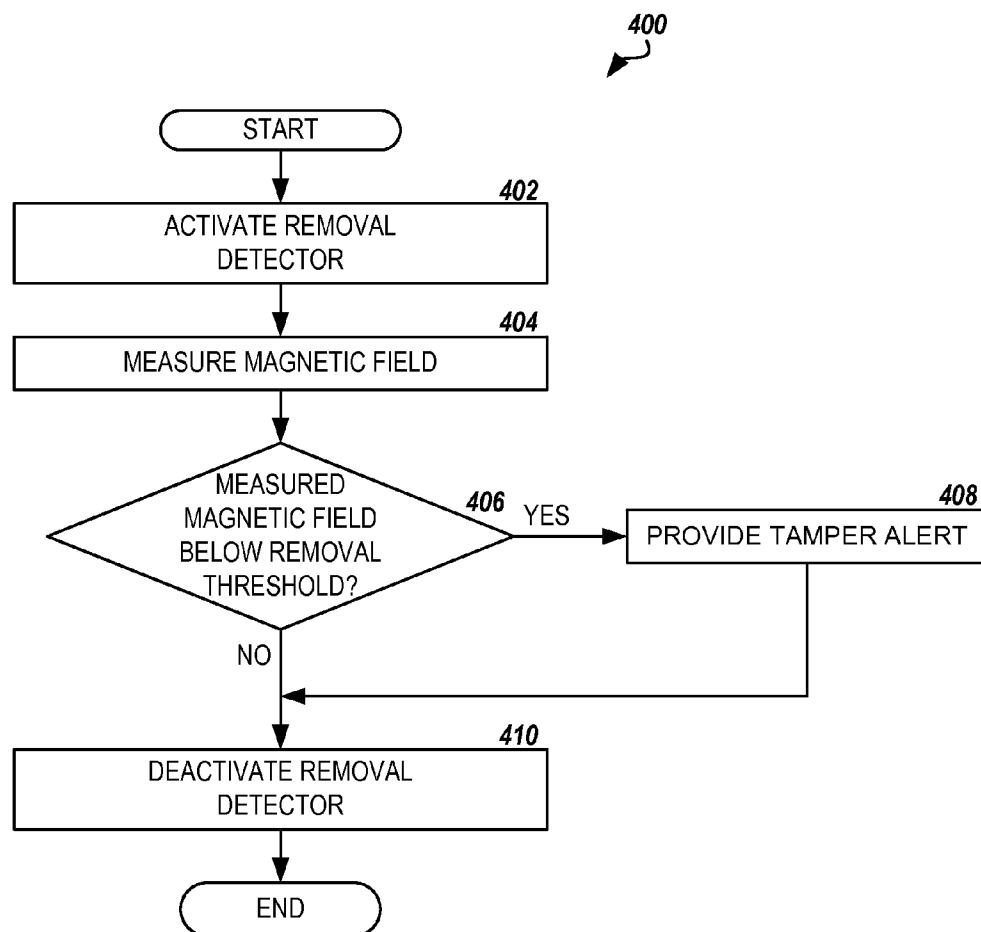 400
START
402
ACTIVATE REMOVAL
DETECTOR
404
MEASURE MAGNETIC FIELD
MEASURED
MAGNETIC FIELD
BELOW REMOVAL
THRESHOLD?
406
YES
408
PROVIDE TAMPER ALERT
NO
410
DEACTIVATE REMOVAL
DETECTOR
END